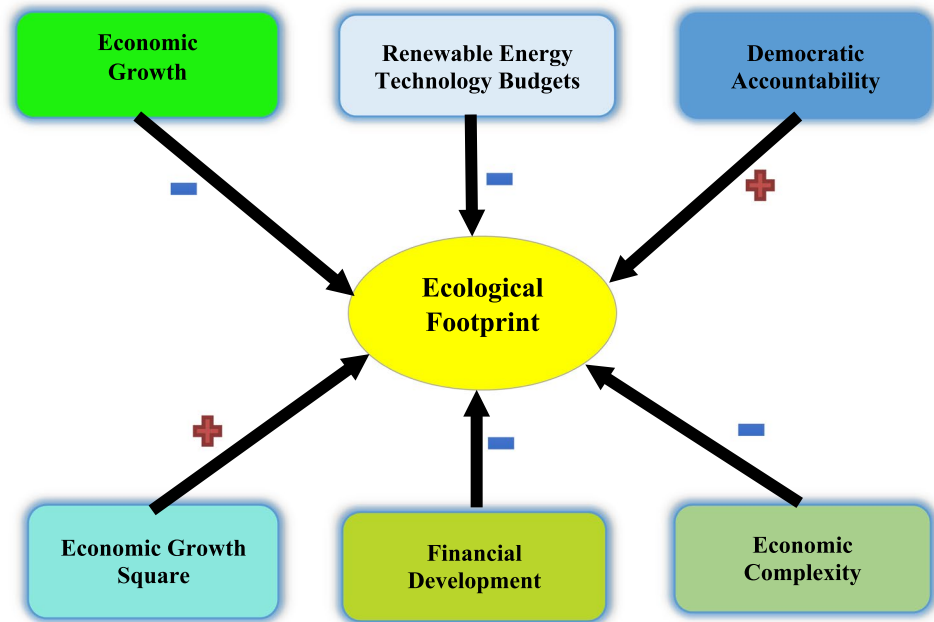 Economic
Growth
Renewable Energy
Technology Budgets
Democratic
Accountability
Ecological
Footprint
Economic Growth
Square
Financial
Development
Economic
Complexity